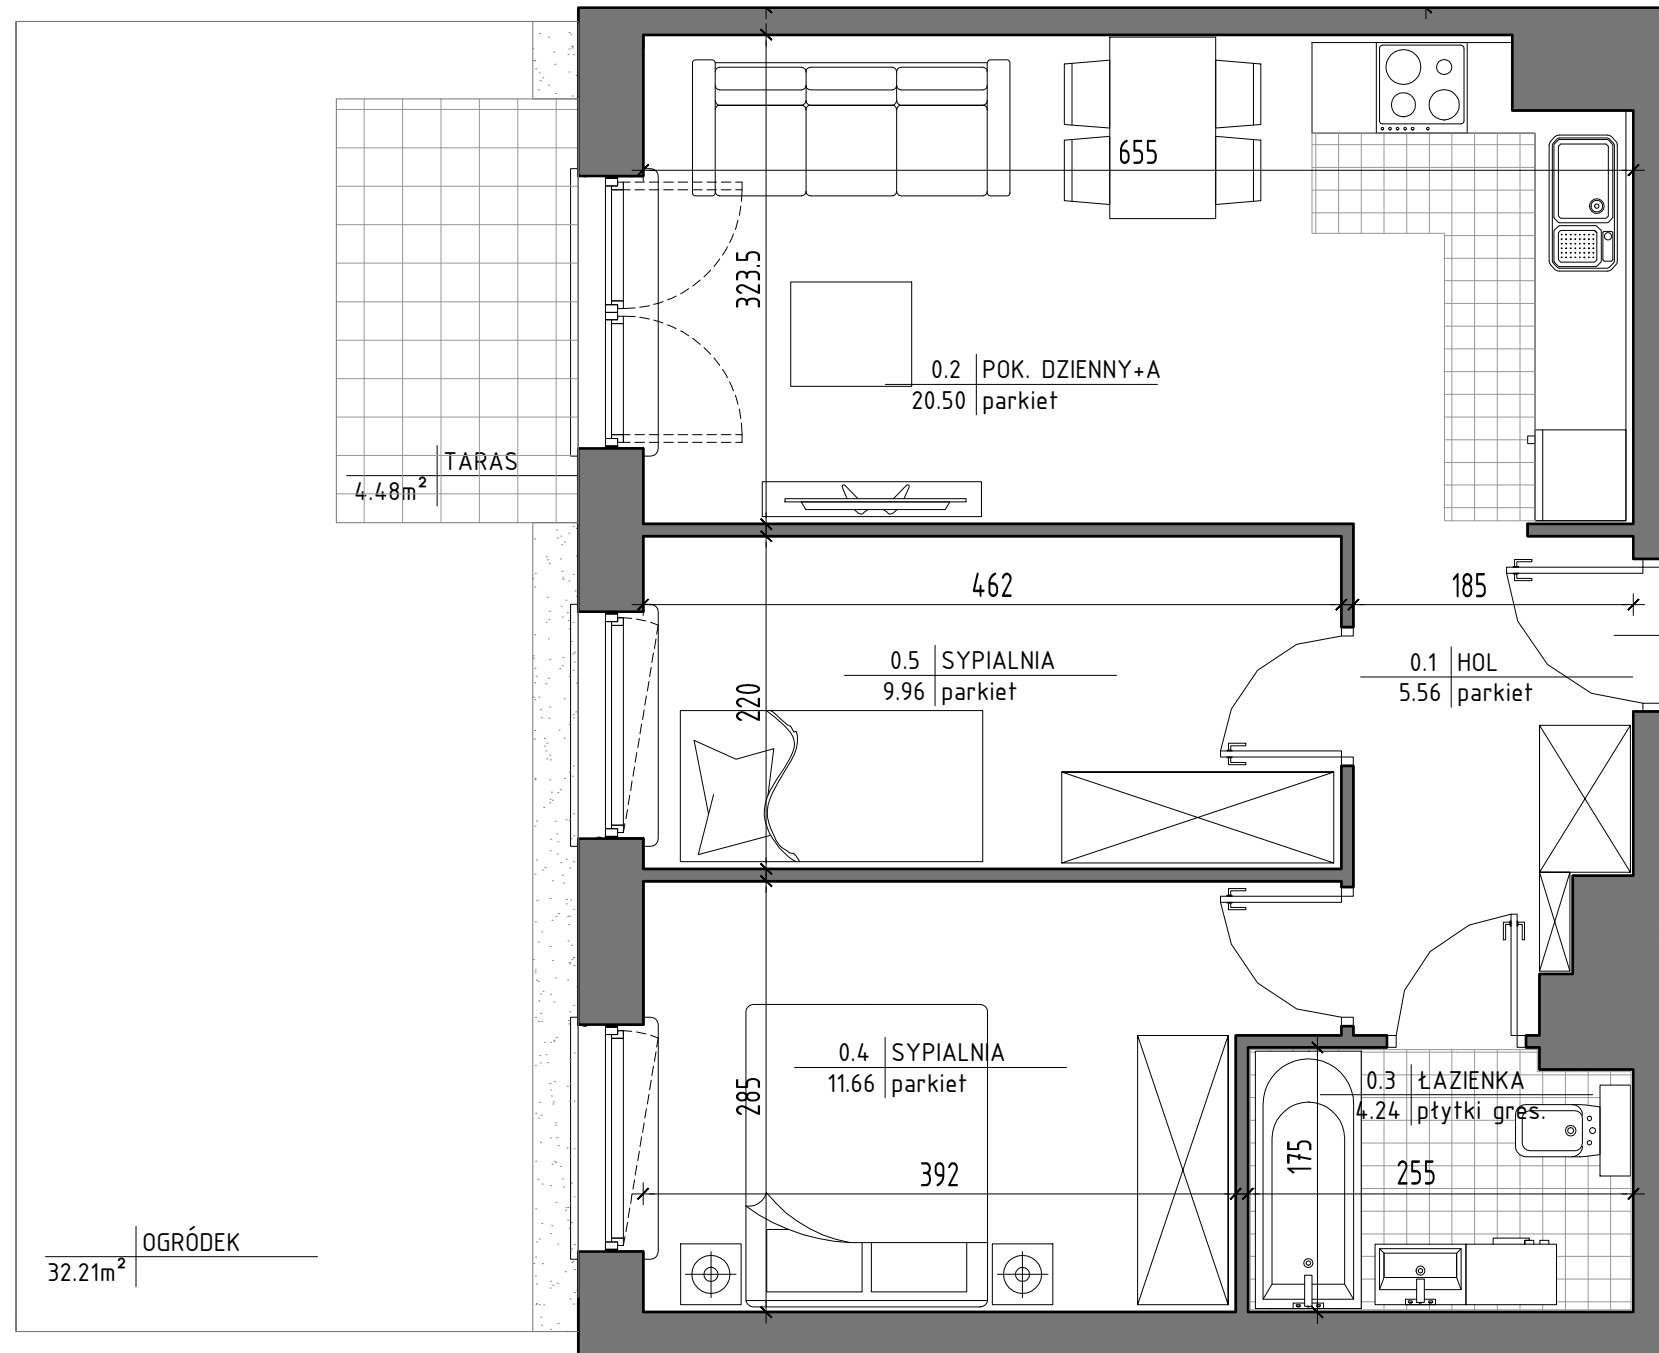 655
323.5
0.2 POK. DZIENNY+A
20.50 parkiet
TARAS
4.48m²
462
185
0.5 SYPIALNIA
9.96 parkiet
0.1 HOL
5.56 parkiet
220
0.4 SYPIALNIA
11.66 parkiet
285
0.3 ŁAZIENKA
4.24 płytki gres.
175
392
255
OGRÓDEK
32.21m²